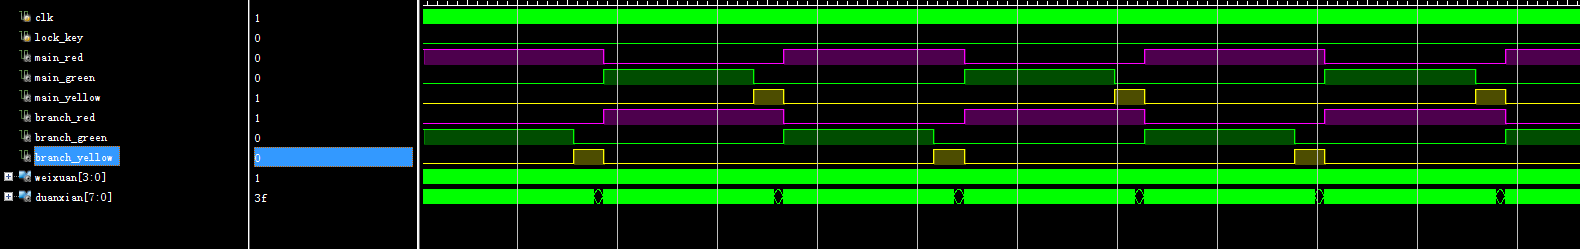 clk 1
lock_key 0
main_red 0
main_green 0
main_yellow 1
branch_red 1
branch_green 0
branch_yellow 0
weixuan[3:0] 1
duanxian[7:0] 3f